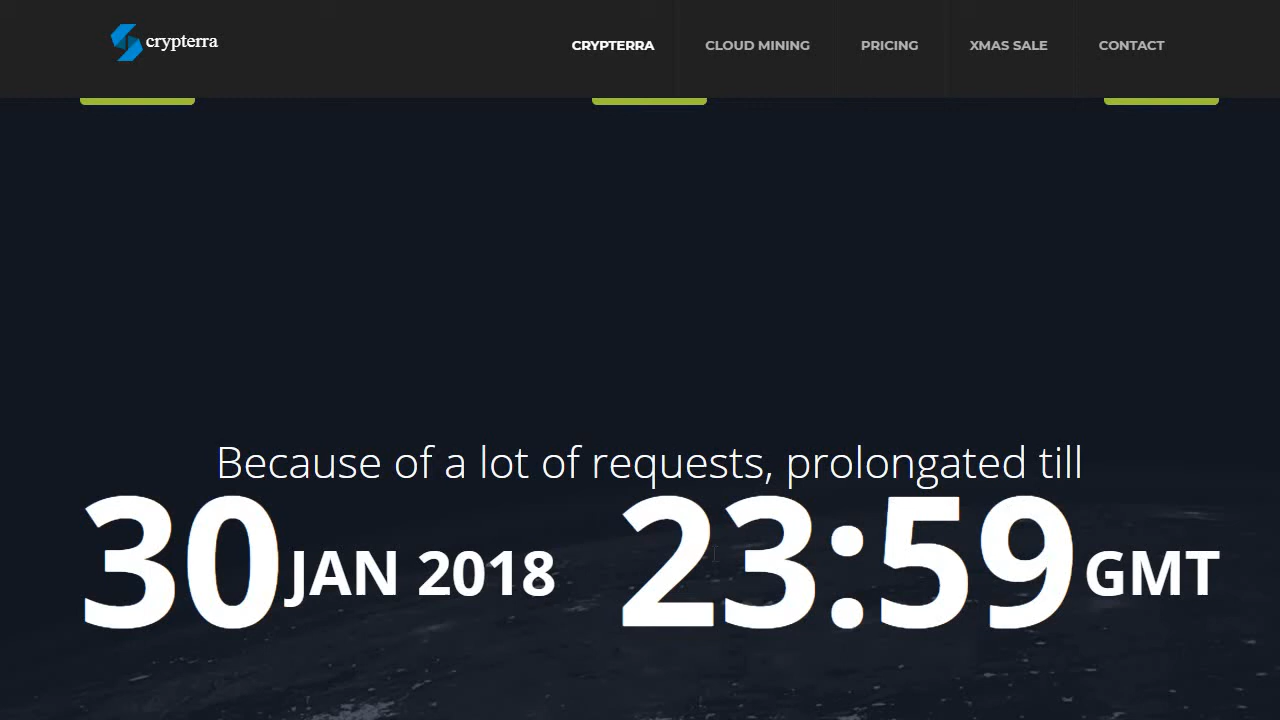 crypterra
CRYPTERRA CLOUD MINING PRICING XMAS SALE CONTACT
Because of a lot of requests, prolongated till
30 JAN 2018 23:59 GMT